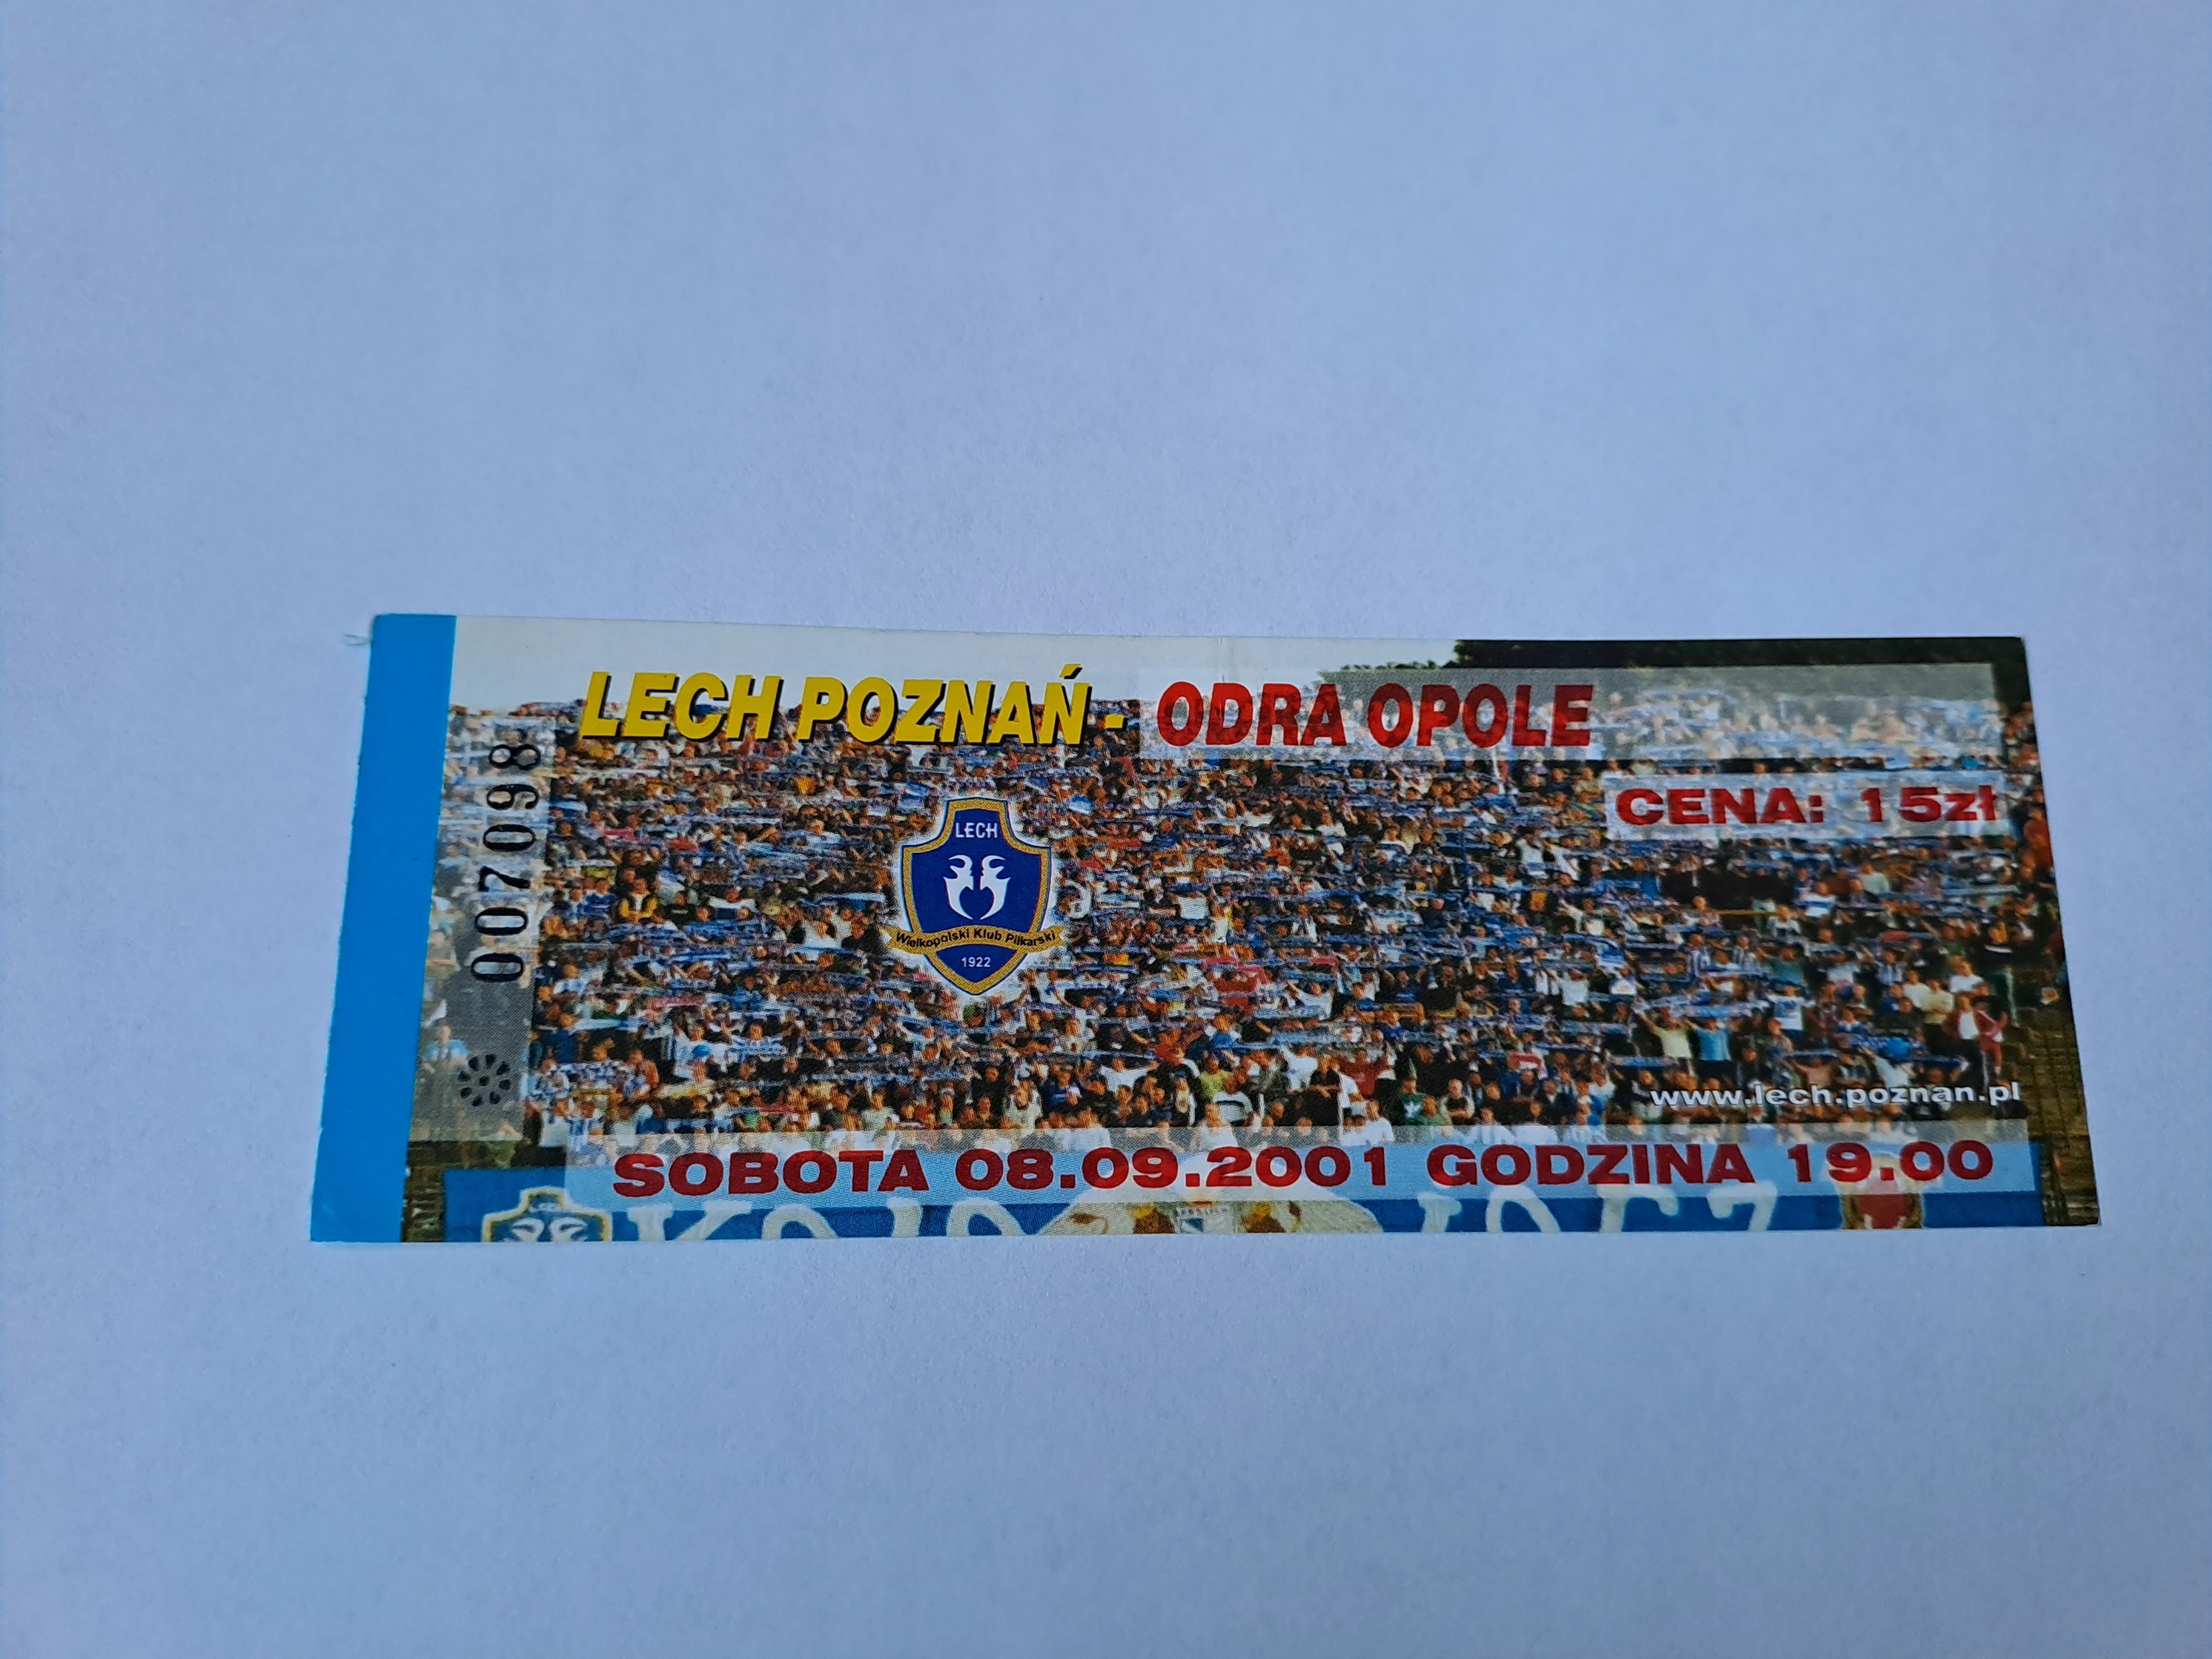 LECH POZNAŃ - ODRA OPOLE
CENA: 15zł
007098
LECH
Wielkopolski Klub Piłkarski
1922
www.lech.poznan.pl
SOBOTA 08.09.2001 GODZINA 19.00